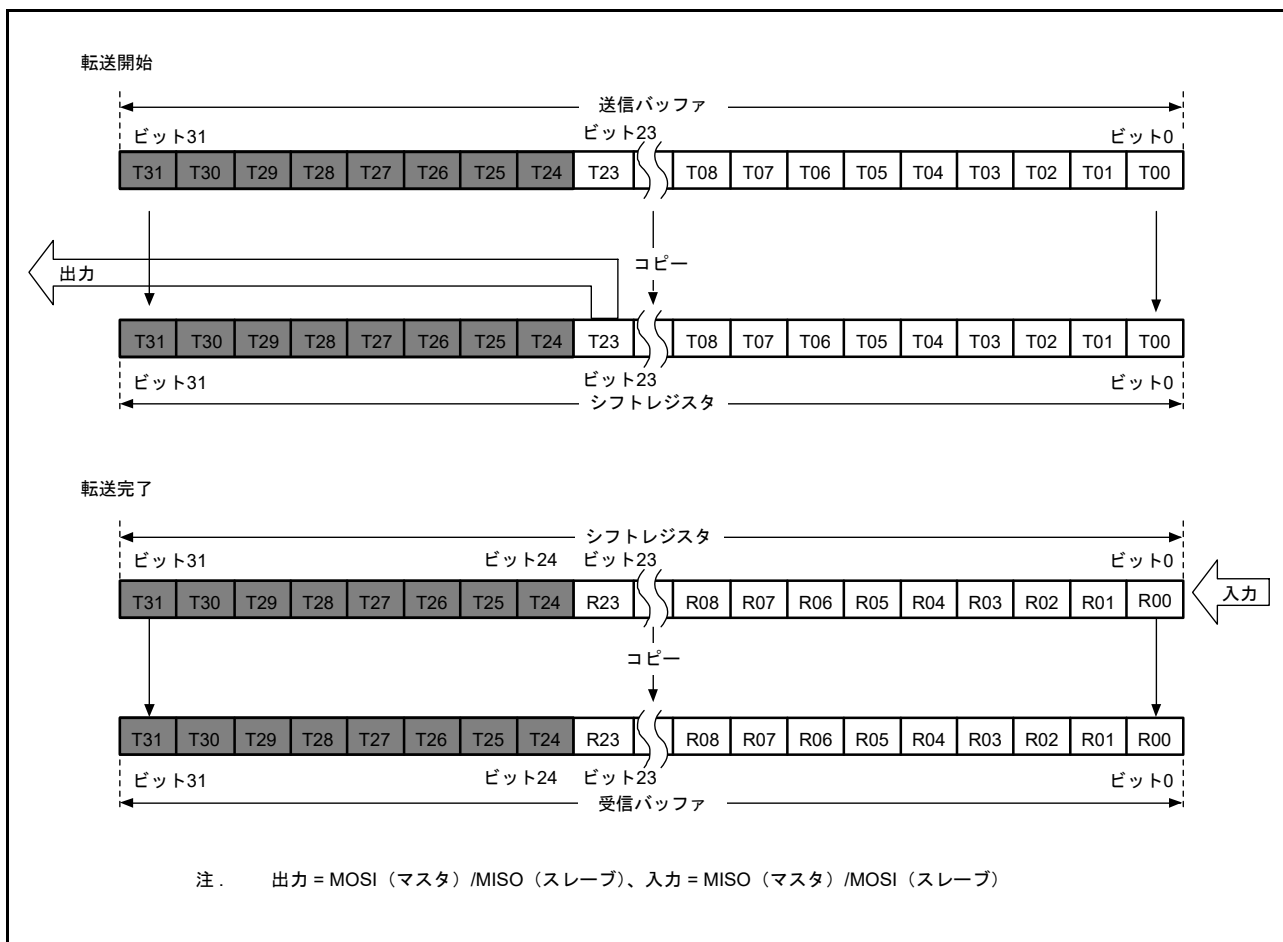 転送開始
送信バッファ
ビット31 ビット23 ビット0
T31 T30 T29 T28 T27 T26 T25 T24 T23 T08 T07 T06 T05 T04 T03 T02 T01 T00
出力
コピー
T31 T30 T29 T28 T27 T26 T25 T24 T23 T08 T07 T06 T05 T04 T03 T02 T01 T00
ビット31 ビット23 ビット0
シフトレジスタ
転送完了
シフトレジスタ
ビット31 ビット24 ビット23 ビット0
T31 T30 T29 T28 T27 T26 T25 T24 R23 R08 R07 R06 R05 R04 R03 R02 R01 R00
入力
コピー
T31 T30 T29 T28 T27 T26 T25 T24 R23 R08 R07 R06 R05 R04 R03 R02 R01 R00
ビット31 ビット24 ビット23 ビット0
受信バッファ
注. 出力 = MOSI(マスタ)/MISO(スレーブ)、入力 = MISO(マスタ)/MOSI(スレーブ)